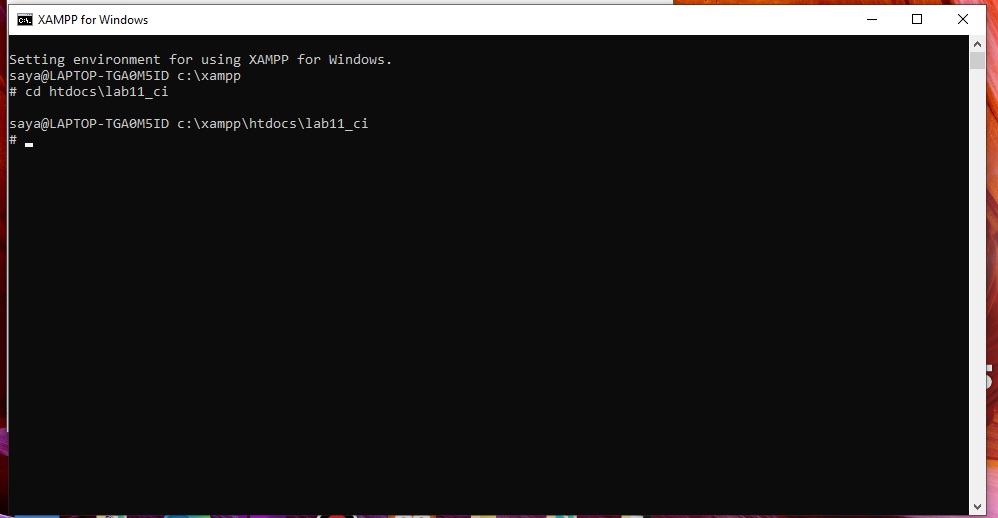 XAMPP for Windows
Setting environment for using XAMPP for Windows.
saya@LAPTOP-TGA0M5ID c:\xampp
# cd htdocs\lab11_ci
saya@LAPTOP-TGA0M5ID c:\xampp\htdocs\lab11_ci
#